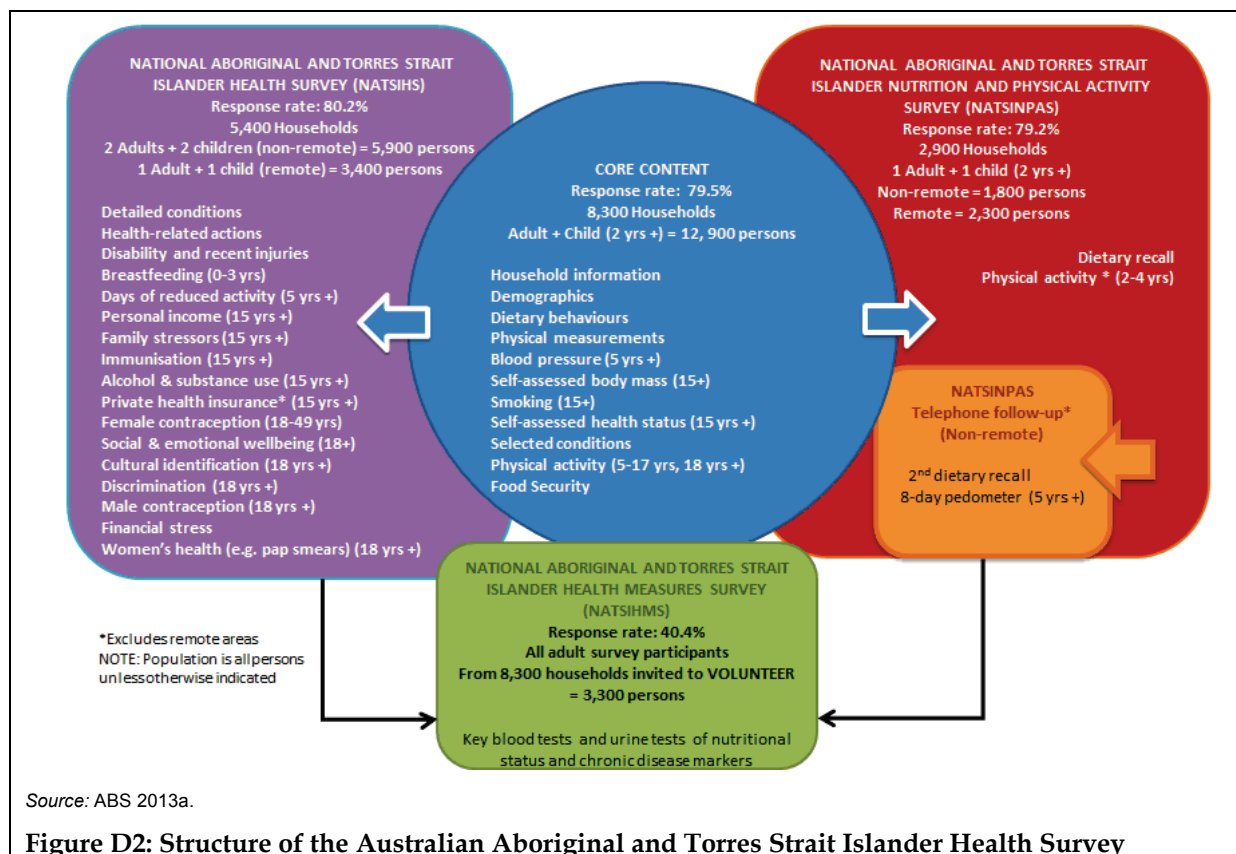 NATIONAL ABORIGINAL AND TORRES STRAIT
ISLANDER HEALTH SURVEY (NATSIHS)
Response rate: 80.2%
5,400 Households
2 Adults + 2 children (non-remote) = 5,900 persons
1 Adult + 1 child (remote) = 3,400 persons
Detailed conditions
Health-related actions
Disability and recent injuries
Breastfeeding (0-3 yrs)
Days of reduced activity (5 yrs +)
Personal income (15 yrs +)
Family stressors (15 yrs +)
Immunisation (15 yrs +)
Alcohol & substance use (15 yrs +)
Private health insurance* (15 yrs +)
Female contraception (18-49 yrs)
Social & emotional wellbeing (18+)
Cultural identification (18 yrs +)
Discrimination (18 yrs +)
Male contraception (18 yrs +)
Financial stress
Women's health (e.g. pap smears) (18 yrs +)
CORE CONTENT
Response rate: 79.5%
8,300 Households
Adult + Child (2 yrs +) = 12, 900 persons
Household information
Demographics
Dietary behaviours
Physical measurements
Blood pressure (5 yrs +)
Self-assessed body mass (15+)
Smoking (15+)
Self-assessed health status (15 yrs +)
Selected conditions
Physical activity (5-17 yrs, 18 yrs +)
Food Security
NATIONAL ABORIGINAL AND TORRES STRAIT
ISLANDER NUTRITION AND PHYSICAL ACTIVITY
SURVEY (NATSINPAS)
Response rate: 79.2%
2,900 Households
1 Adult + 1 child (2 yrs +)
Non-remote = 1,800 persons
Remote = 2,300 persons
Dietary recall
Physical activity * (2-4 yrs)
NATSINPAS
Telephone follow-up*
(Non-remote)
2nd dietary recall
8-day pedometer (5 yrs +)
NATIONAL ABORIGINAL AND TORRES STRAIT
ISLANDER HEALTH MEASURES SURVEY
(NATSIHMS)
Response rate: 40.4%
All adult survey participants
From 8,300 households invited to VOLUNTEER
= 3,300 persons
Key blood tests and urine tests of nutritional
status and chronic disease markers
*Excludes remote areas
NOTE: Population is all persons
unless otherwise indicated
Source: ABS 2013a.
Figure D2: Structure of the Australian Aboriginal and Torres Strait Islander Health Survey